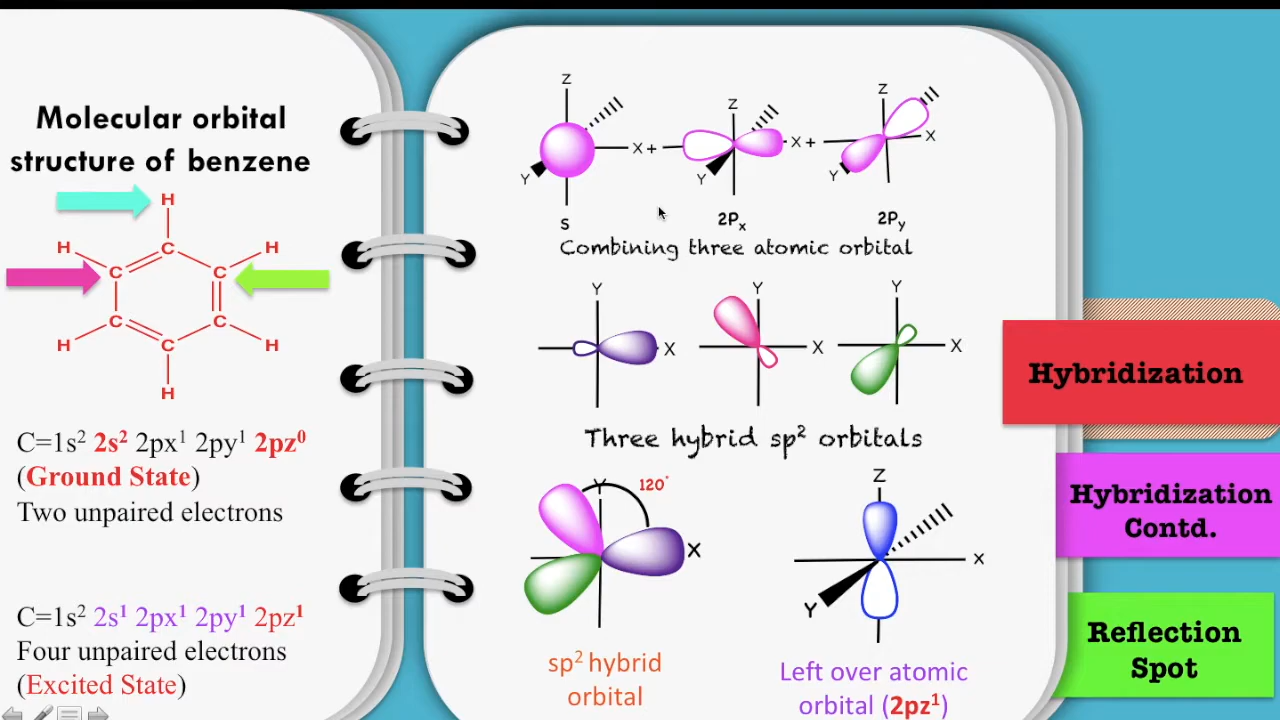 Molecular orbital
structure of benzene
H
H
H
C
C
C
C
C
C
H
H
H
C=1s² 2s² 2px¹ 2py¹ 2pz⁰
(Ground State)
Two unpaired electrons
C=1s² 2s¹ 2px¹ 2py¹ 2pz¹
Four unpaired electrons
(Excited State)
Z
Z
Z
X +
X +
X
Y
Y
Y
S
2Px
2Py
Combining three atomic orbital
Y
Y
Y
X
X
X
Three hybrid sp² orbitals
Y
120°
X
Z
X
Y
sp² hybrid
orbital
Left over atomic
orbital (2pz¹)
Hybridization
Hybridization
Contd.
Reflection
Spot